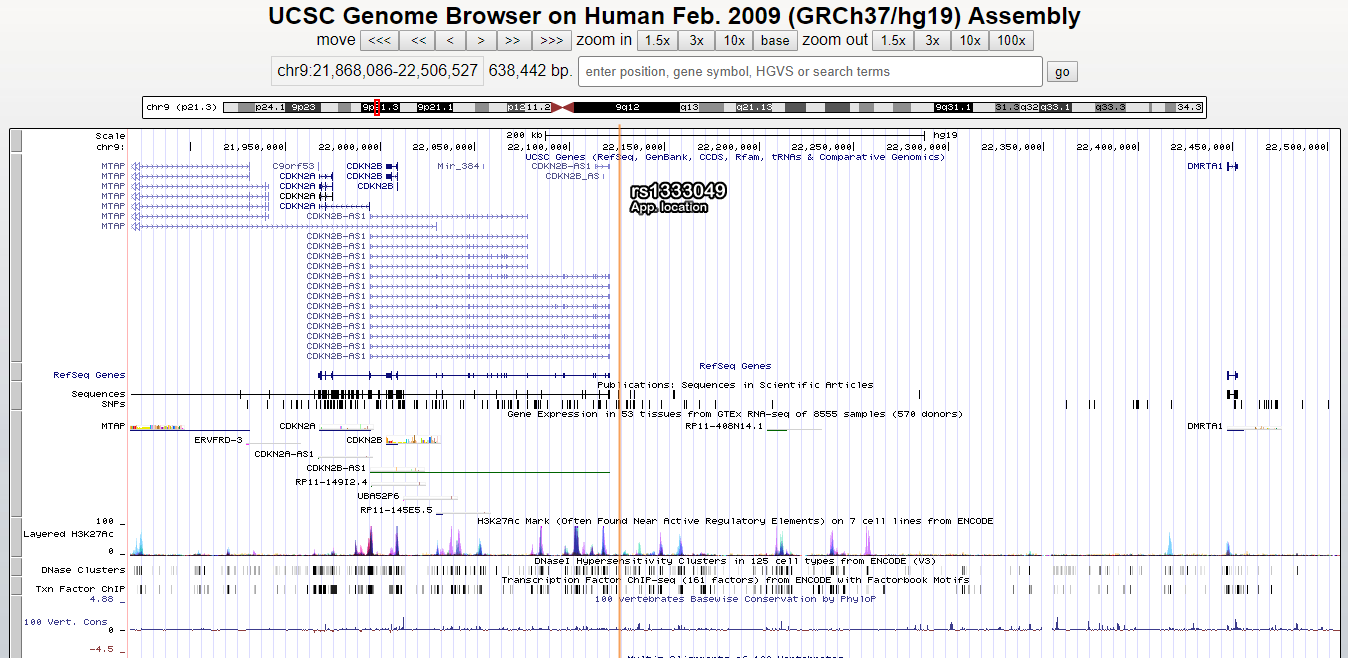 UCSC Genome Browser on Human Feb. 2009 (GRCh37/hg19) Assembly
move <<< << < > >> >>> zoom in 1.5x 3x 10x base zoom out 1.5x 3x 10x 100x
chr9:21,868,086-22,506,527 638,442 bp. enter position, gene symbol, HGVS or search terms go
chr9 (p21.3) p24.1 9p23 9p21.1 p12 11.2 9q12 q13 q21.13 9q31.1 31.3 q32 q33.1 q33.3 34.3
Scale 200 kb hg19
chr9: 21,950,000 22,000,000 22,050,000 22,100,000 22,150,000 22,200,000 22,250,000 22,300,000 22,350,000 22,400,000 22,450,000 22,500,000
UCSC Genes (RefSeq, GenBank, CCDS, Rfam, tRNAs & Comparative Genomics)
MTAP C9orf53 CDKN2B Mir_384 CDKN2B-AS1 DMRTA1
MTAP CDKN2A CDKN2B CDKN2B_AS
MTAP CDKN2A CDKN2B
MTAP CDKN2A
MTAP CDKN2A
MTAP CDKN2B-AS1
MTAP
rs1333049
App. location
CDKN2B-AS1
CDKN2B-AS1
CDKN2B-AS1
CDKN2B-AS1
CDKN2B-AS1
CDKN2B-AS1
CDKN2B-AS1
CDKN2B-AS1
CDKN2B-AS1
CDKN2B-AS1
CDKN2B-AS1
CDKN2B-AS1
CDKN2B-AS1
RefSeq Genes
RefSeq Genes
Publications: Sequences in Scientific Articles
Sequences
SNPs
Gene Expression in 53 tissues from GTEx RNA-seq of 8555 samples (570 donors)
MTAP CDKN2A RP11-408N14.1 DMRTA1
ERVFRD-3 CDKN2B
CDKN2A-AS1
CDKN2B-AS1
RP11-149I2.4
UBA52P6
RP11-145E5.5
H3K27Ac Mark (Often Found Near Active Regulatory Elements) on 7 cell lines from ENCODE
100 _
Layered H3K27Ac
0 _
DNaseI Hypersensitivity Clusters in 125 cell types from ENCODE (V3)
DNase Clusters
Transcription Factor ChIP-seq (161 factors) from ENCODE with Factorbook Motifs
Txn Factor ChIP
100 vertebrates Basewise Conservation by PhyloP
4.88 _
100 Vert. Cons
0 _
-4.5 _